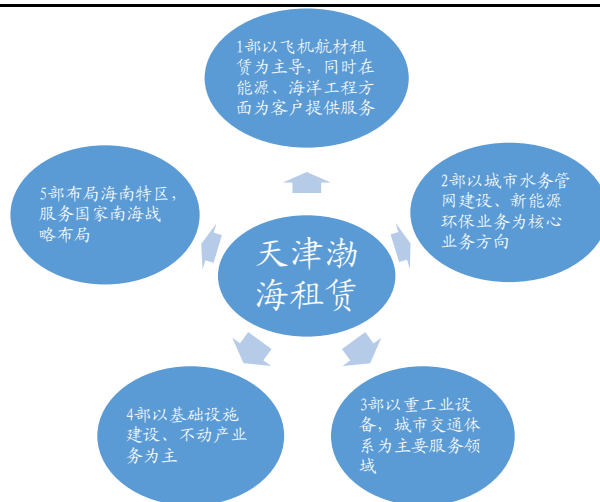 1部以飞机航材租
赁为主导，同时在
能源、海洋工程方
面为客户提供服务
5部布局海南特区，
服务国家南海战
略布局
2部以城市水务管
网建设、新能源
环保业务为核心
业务方向
天津渤
海租赁
4部以基础设施
建设、不动产业
务为主
3部以重工业设
备，城市交通体
系为主要服务领
域